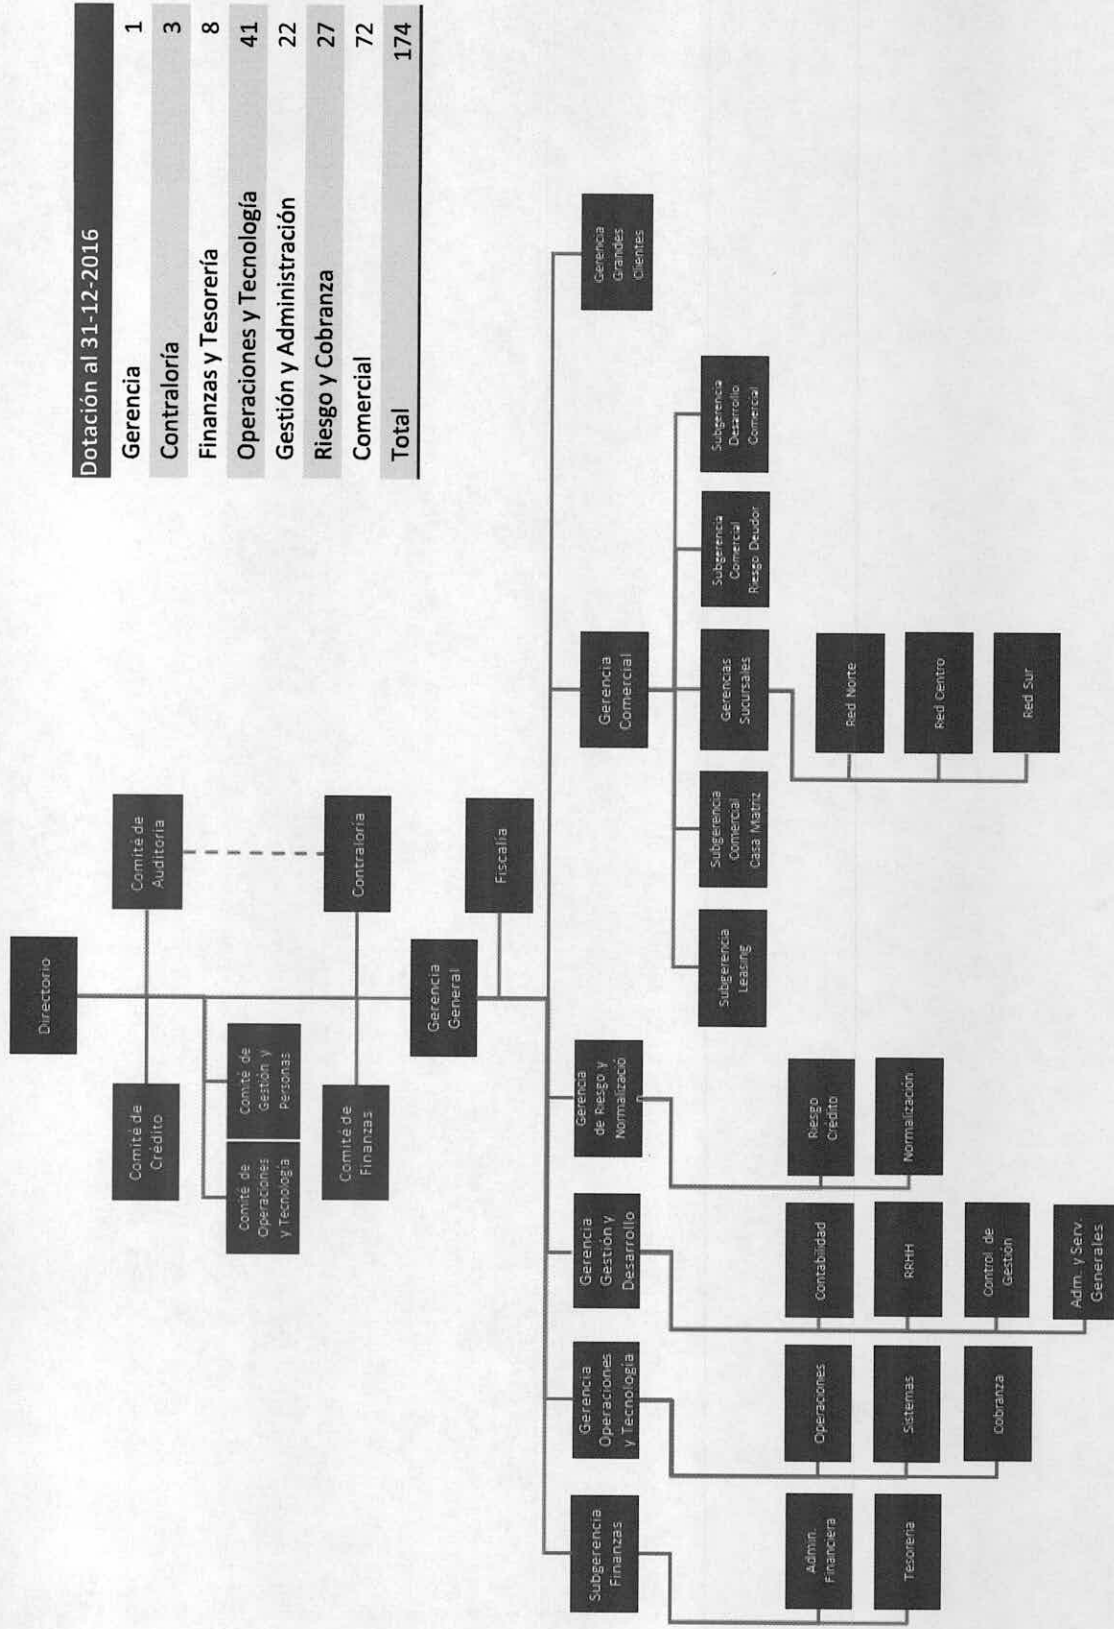 Dotación al 31-12-2016
Gerencia 1
Contraloría 3
Finanzas y Tesorería 8
Operaciones y Tecnología 41
Gestión y Administración 22
Riesgo y Cobranza 27
Comercial 72
Total 174
Directorio
Comité de
Crédito
Comité de
Auditoria
Comité de
Operaciones
y Tecnología
Comité de
Gestión y
Personas
Comité de
Finanzas
Contraloría
Gerencia
General
Fiscalía
Subgerencia
Finanzas
Gerencia
Operaciones
y Tecnología
Gerencia
Gestión y
Desarrollo
Gerencia
de Riesgo y
Normalizació
Gerencia
Comercial
Gerencia
Grandes
Clientes
Subgerencia
Leasing
Subgerencia
Comercial
Casa Matriz
Gerencias
Sucursales
Subgerencia
Comercial
Riesgo Deudor
Subgerencia
Desarrollo
Comercial
Admin.
Financiera
Tesorería
Operaciones
Sistemas
Cobranza
Contabilidad
RRHH
Control de
Gestión
Adm. y Serv.
Generales
Riesgo
Crédito
Normalización
Red Norte
Red Centro
Red Sur